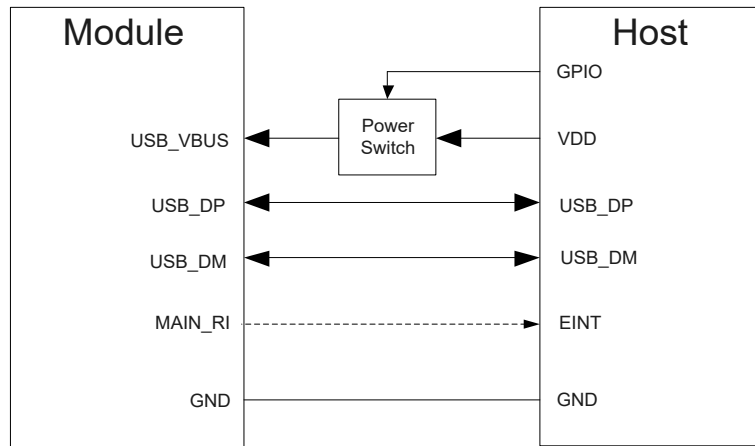 Module
Host
GPIO
USB_VBUS
Power
Switch
VDD
USB_DP
USB_DP
USB_DM
USB_DM
MAIN_RI
EINT
GND
GND